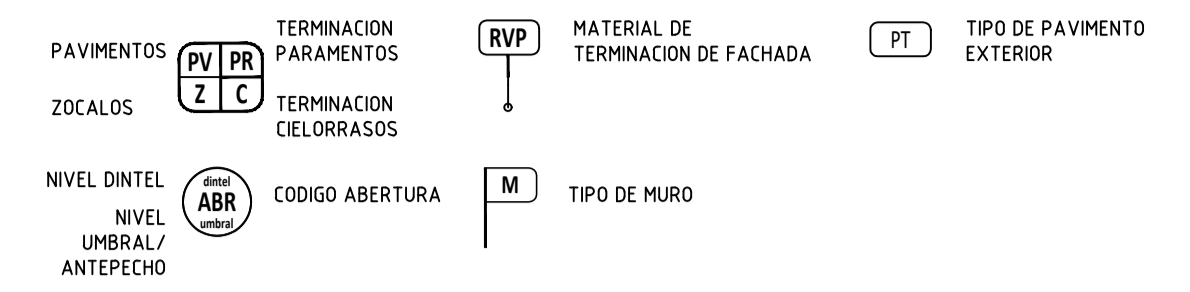 PAVIMENTOS
ZOCALOS
PV PR
Z C
TERMINACION
PARAMENTOS
TERMINACION
CIELORRASOS
RVP
MATERIAL DE
TERMINACION DE FACHADA
PT
TIPO DE PAVIMENTO
EXTERIOR
NIVEL DINTEL
NIVEL
UMBRAL/
ANTEPECHO
dintel
ABR
umbral
CODIGO ABERTURA
M
TIPO DE MURO